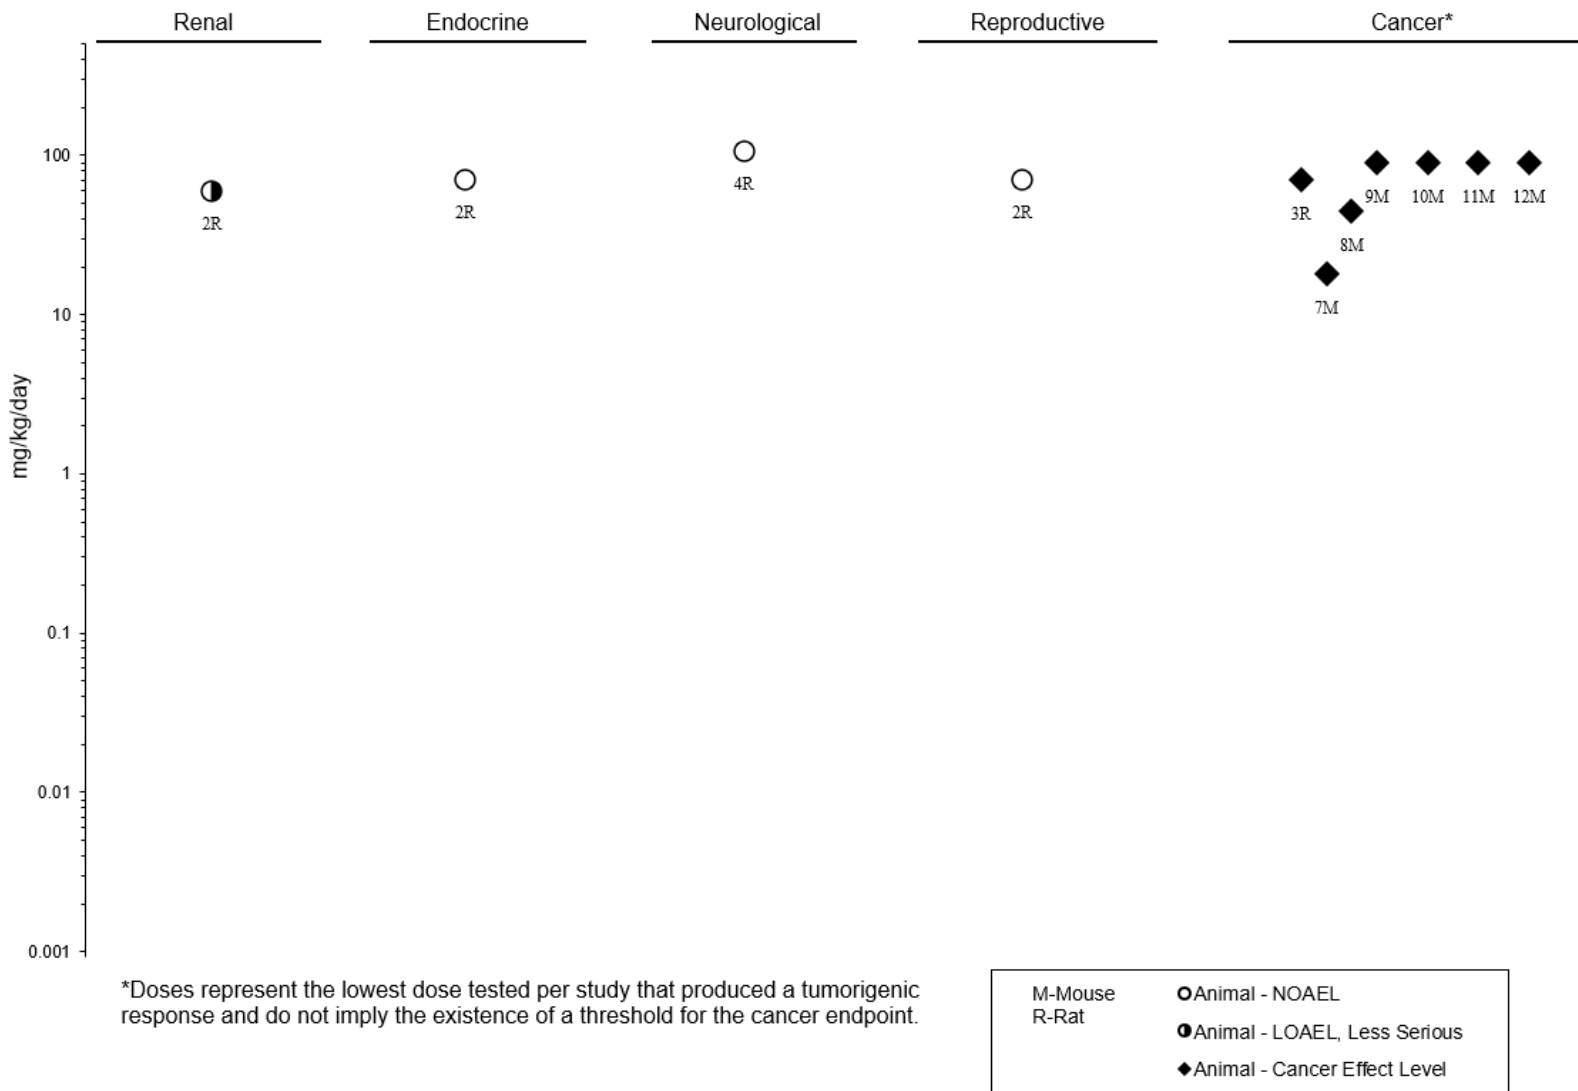 Renal Endocrine Neurological Reproductive Cancer*
mg/kg/day
100
10
1
0.1
0.01
0.001
2R
2R
4R
2R
3R
7M
8M
9M
10M
11M
12M
*Doses represent the lowest dose tested per study that produced a tumorigenic
response and do not imply the existence of a threshold for the cancer endpoint.
M-Mouse
R-Rat
Animal - NOAEL
Animal - LOAEL, Less Serious
Animal - Cancer Effect Level